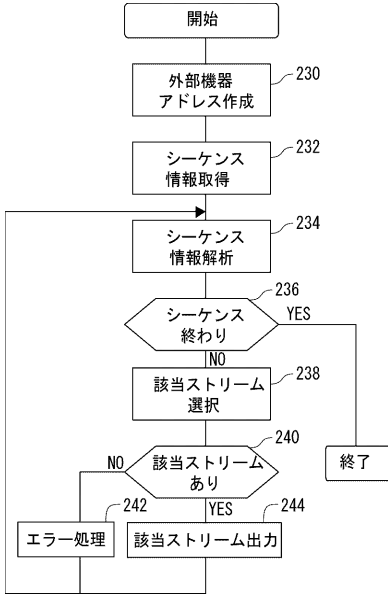 開始
外部機器
アドレス作成
230
シーケンス
情報取得
232
シーケンス
情報解析
234
シーケンス
終わり
236
YES
NO
該当ストリーム
選択
238
該当ストリーム
あり
240
NO
YES
終了
エラー処理
242
該当ストリーム出力
244